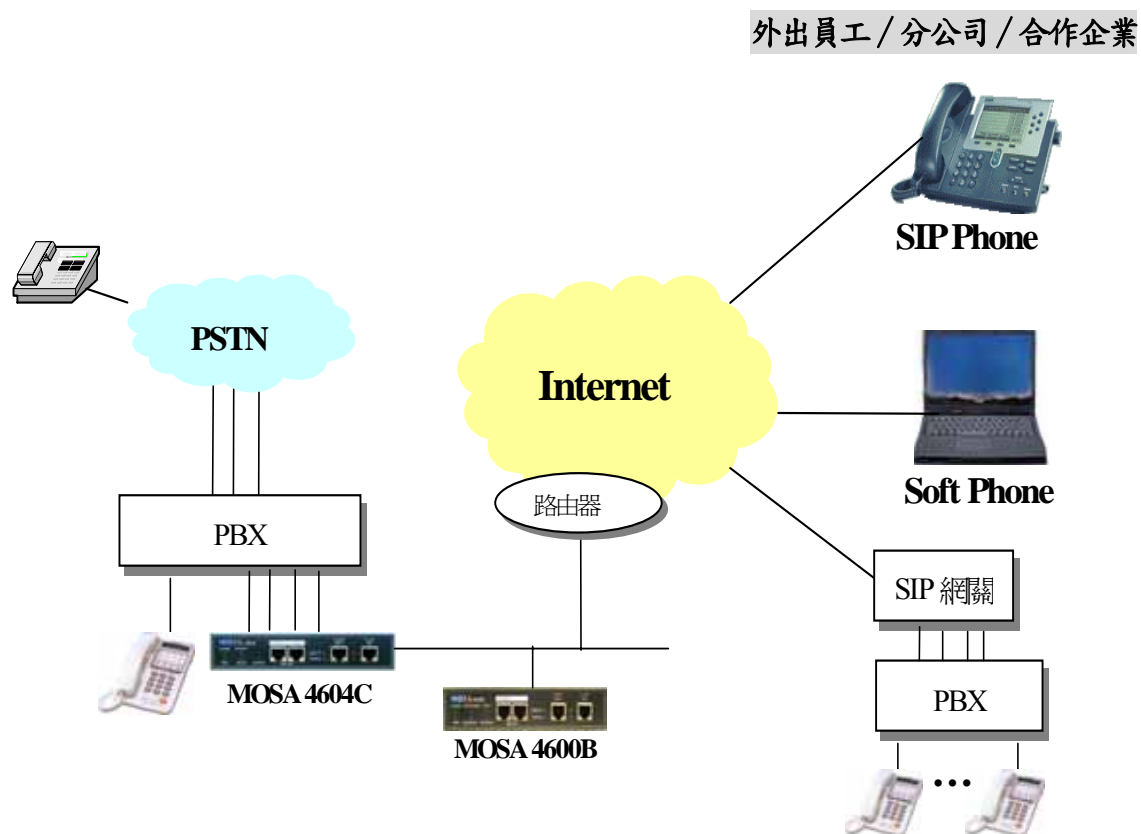 外出員工/分公司/合作企業
SIP Phone
PSTN
Internet
Soft Phone
路由器
PBX
SIP 網關
MOSA 4604C
PBX
MOSA 4600B
•••